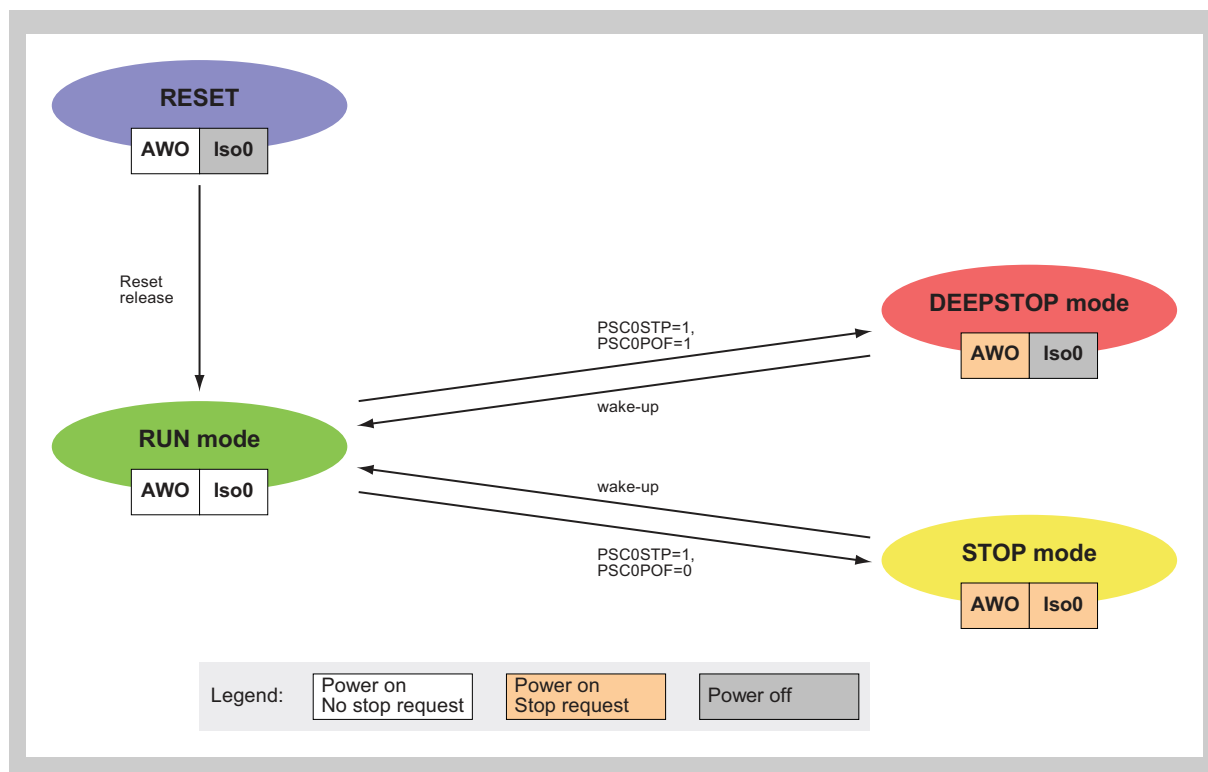 RESET
AWO Iso0
Reset
release
DEEPSTOP mode
AWO Iso0
PSC0STP=1,
PSC0POF=1
wake-up
RUN mode
AWO Iso0
wake-up
PSC0STP=1,
PSC0POF=0
STOP mode
AWO Iso0
Legend:
Power on
No stop request
Power on
Stop request
Power off